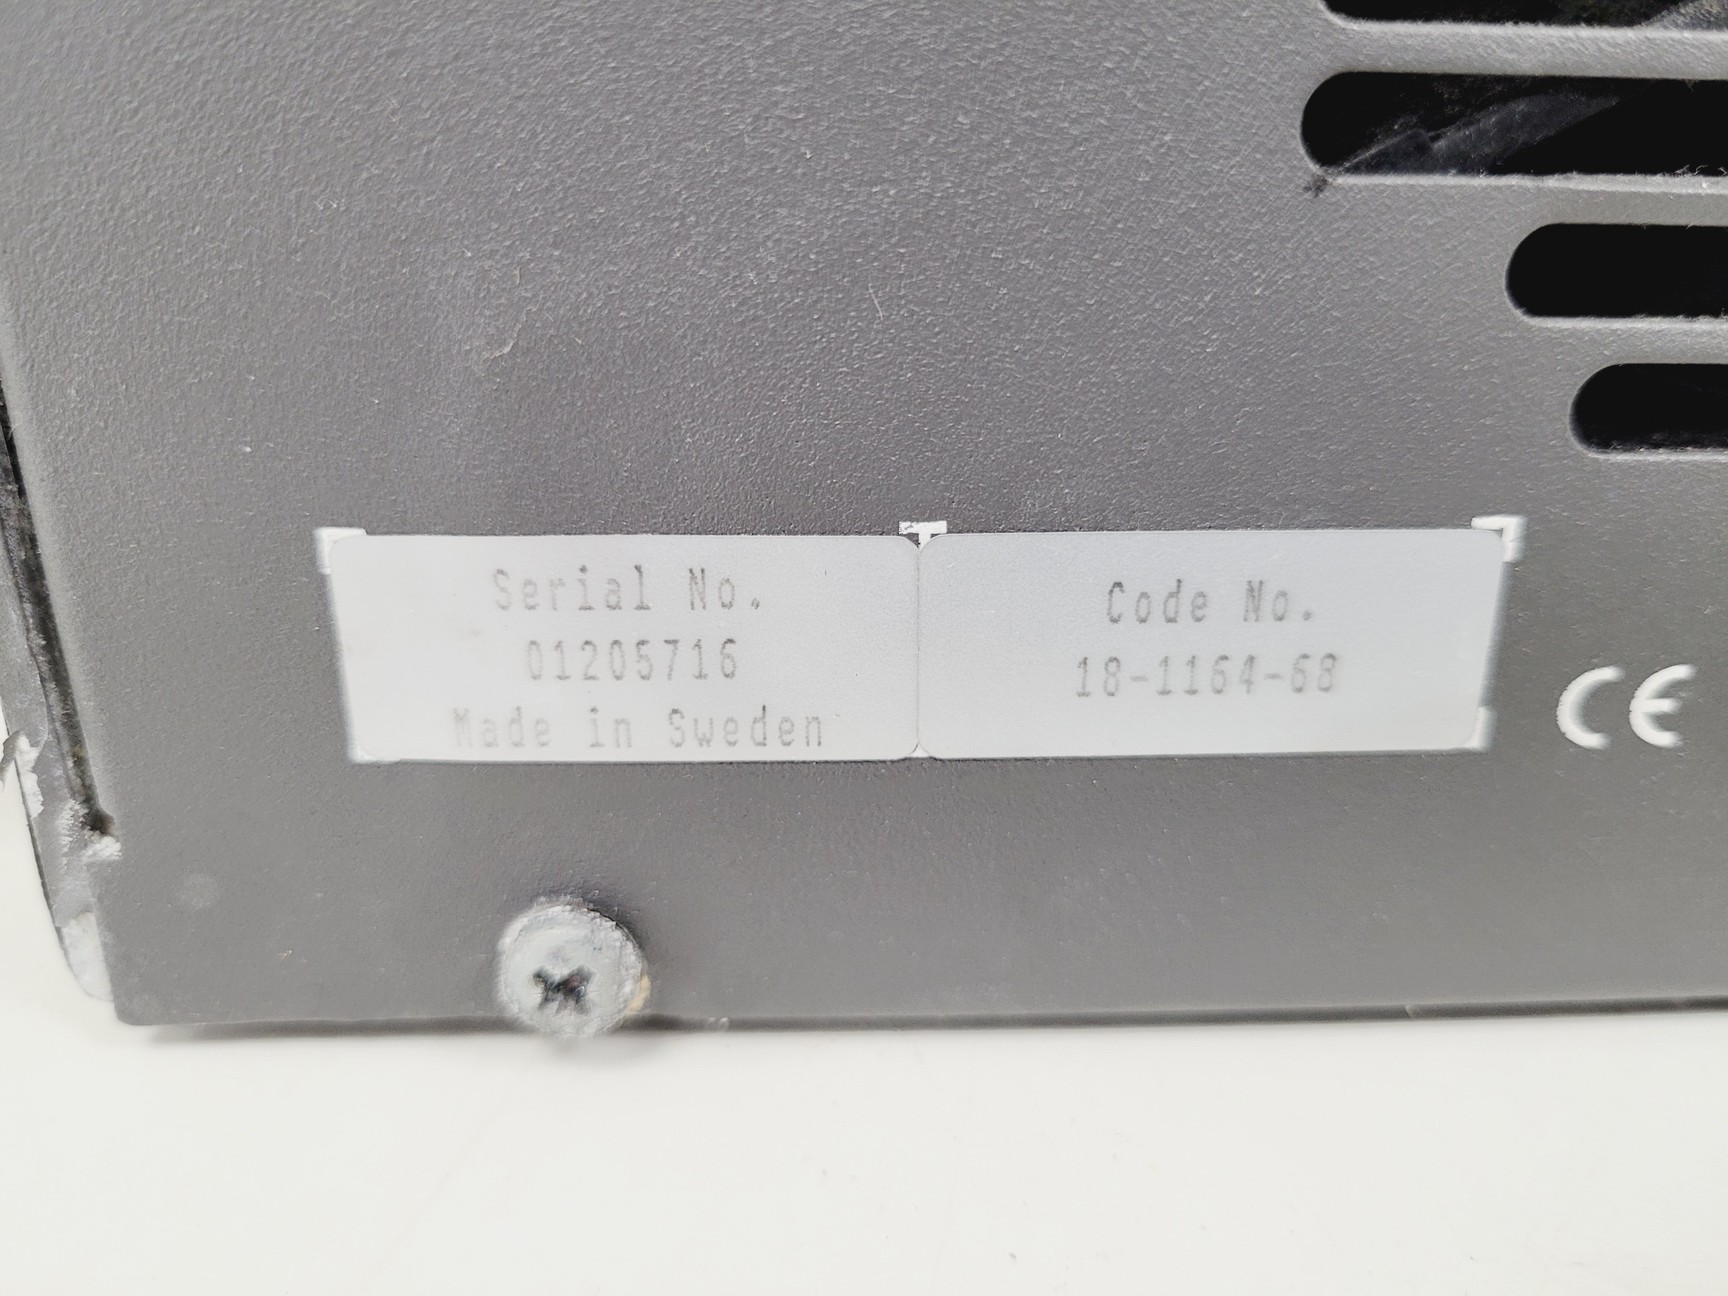 Serial No.
01205716
Made in Sweden
Code No.
18-1164-68
CE